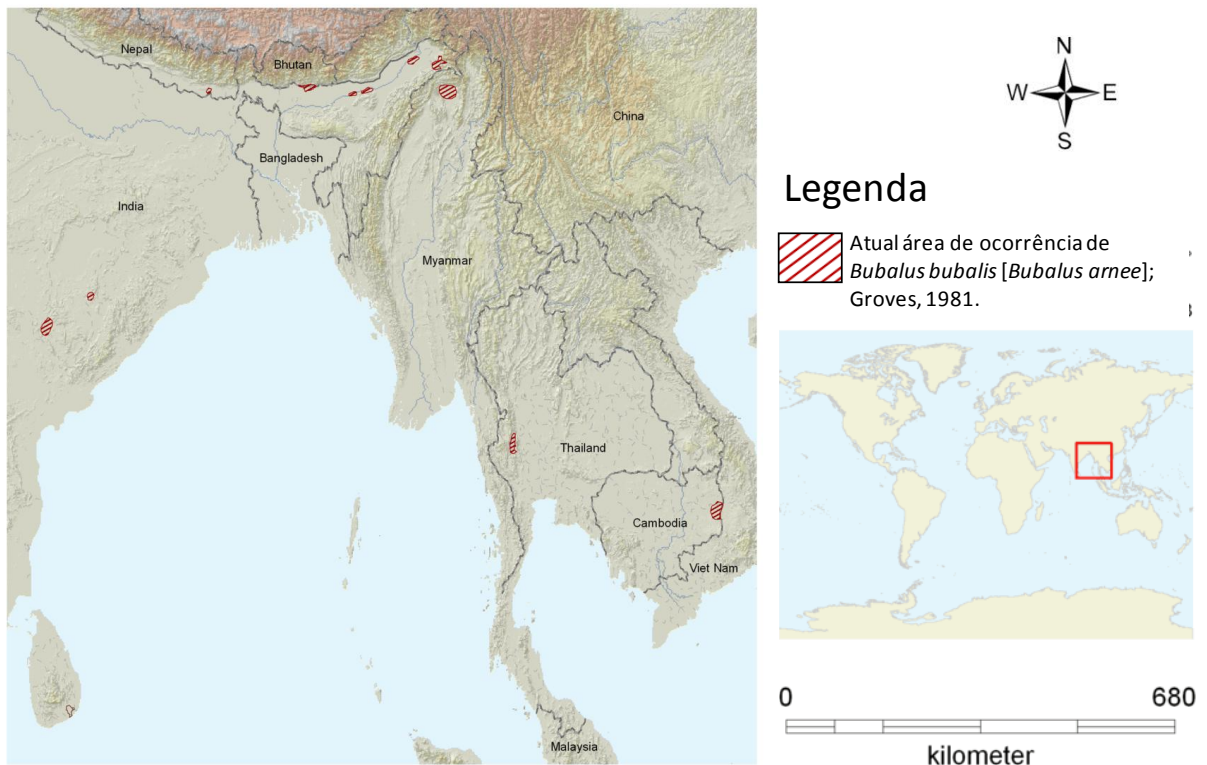 Nepal
Bhutan
China
Bangladesh
India
Myanmar
Thailand
Cambodia
Viet Nam
Malaysia
N
W E
S
Legenda
Atual área de ocorrência de
Bubalus bubalis [Bubalus arnee];
Groves, 1981.
0 680
kilometer